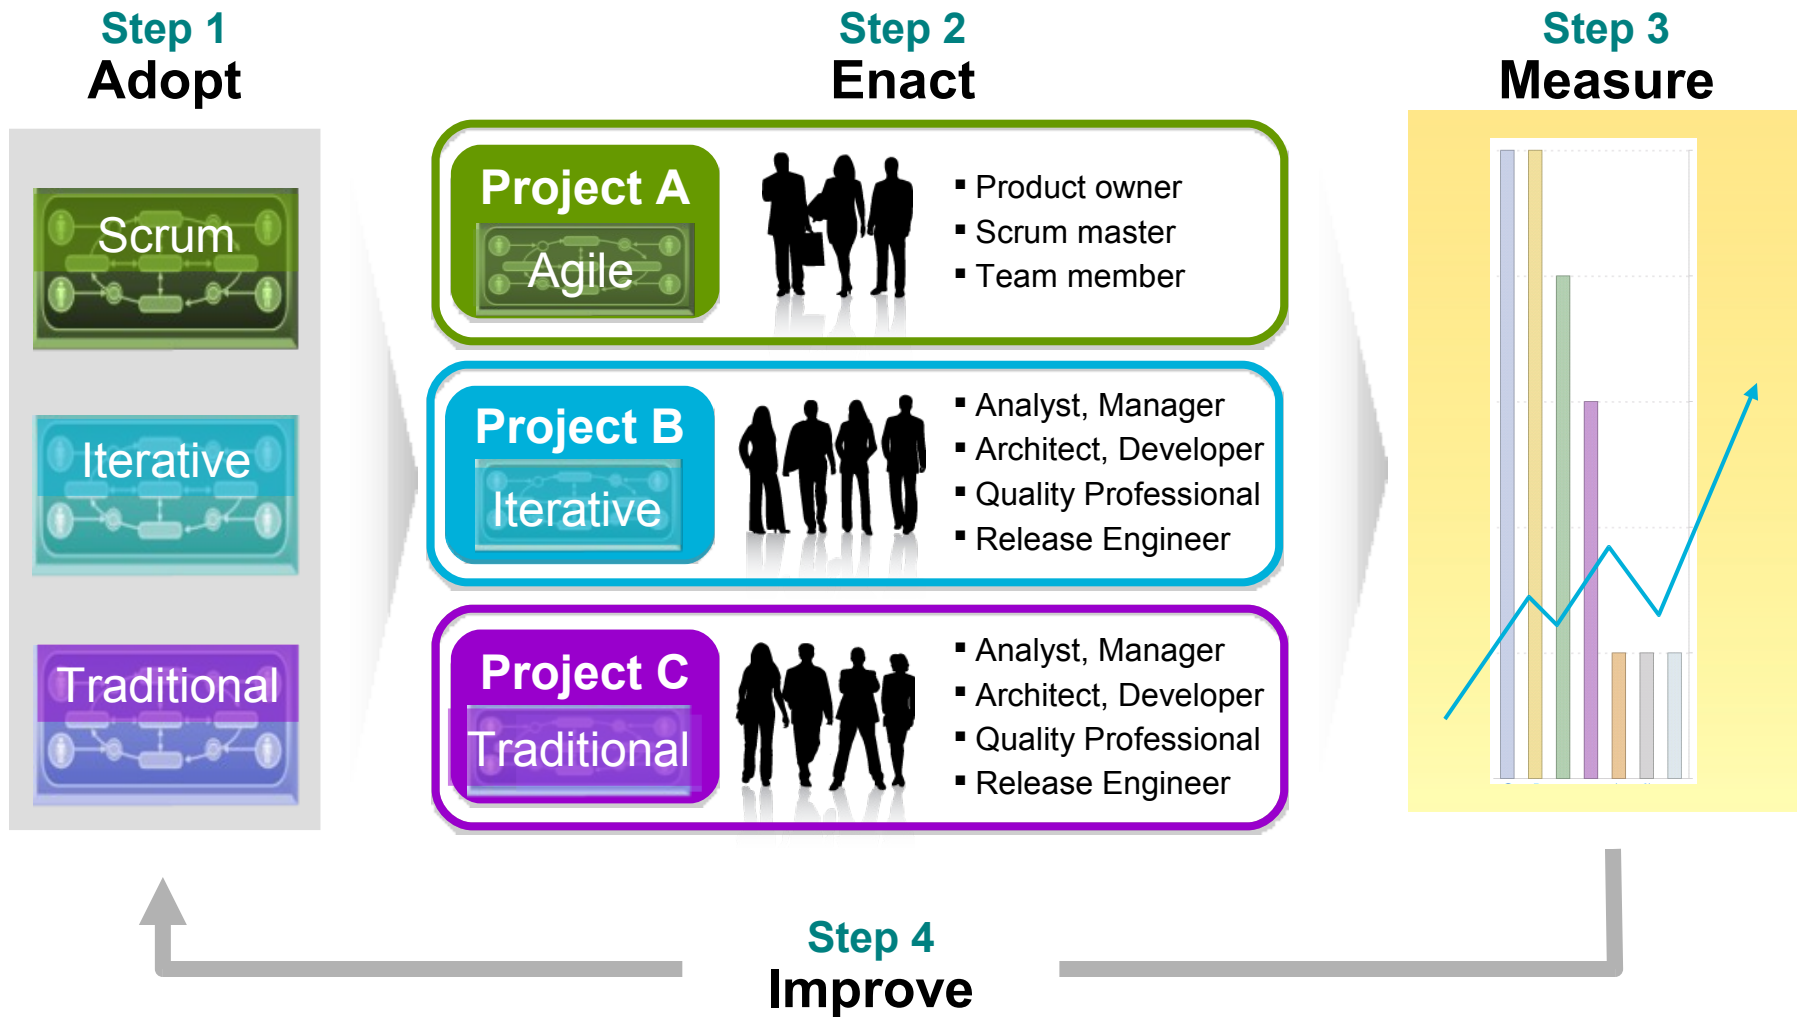 Step 1
Adopt
Scrum
Iterative
Traditional
Step 2
Enact
Project A
Agile
▪ Product owner
▪ Scrum master
▪ Team member
Project B
Iterative
▪ Analyst, Manager
▪ Architect, Developer
▪ Quality Professional
▪ Release Engineer
Project C
Traditional
▪ Analyst, Manager
▪ Architect, Developer
▪ Quality Professional
▪ Release Engineer
Step 3
Measure
Step 4
Improve